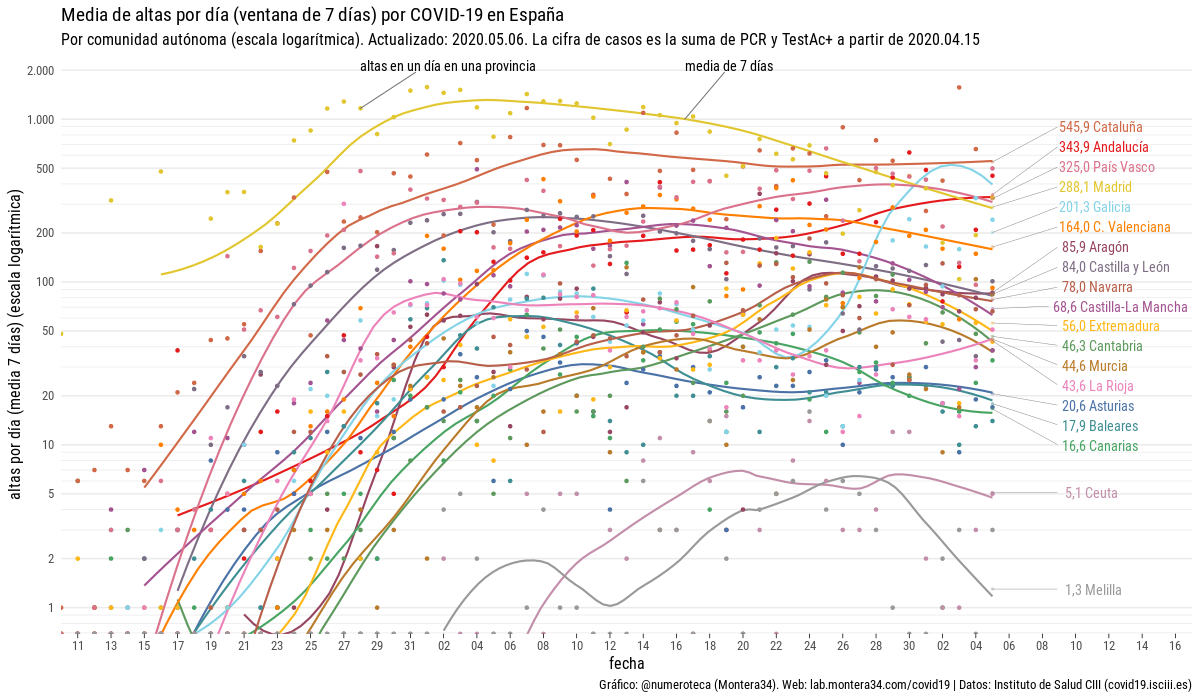 Media de altas por día (ventana de 7 días) por COVID-19 en España
Por comunidad autónoma (escala logarítmica). Actualizado: 2020.05.06. La cifra de casos es la suma de PCR y TestAc+ a partir de 2020.04.15
altas en un día en una provincia
media de 7 días
altas por día (media 7 días) (escala logarítmica)
2.000
1.000
500
200
100
50
20
10
5
2
1
545,9 Cataluña
343,9 Andalucía
325,0 País Vasco
288,1 Madrid
201,3 Galicia
164,0 C. Valenciana
85,9 Aragón
84,0 Castilla y León
78,0 Navarra
68,6 Castilla-La Mancha
56,0 Extremadura
46,3 Cantabria
44,6 Murcia
43,6 La Rioja
20,6 Asturias
17,9 Baleares
16,6 Canarias
5,1 Ceuta
1,3 Melilla
11 13 15 17 19 21 23 25 27 29 31 02 04 06 08 10 12 14 16 18 20 22 24 26 28 30 02 04 06 08 10 12 14 16
fecha
Gráfico: @numeroteca (Montera34). Web: lab.montera34.com/covid19 | Datos: Instituto de Salud CIII (covid19.isciii.es)